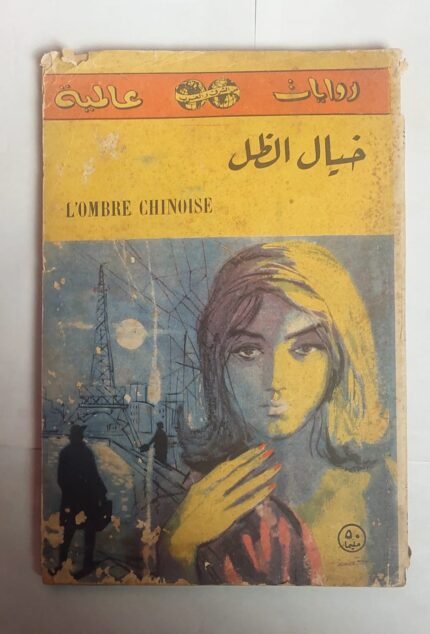 روايات عالمية
خيال الظل
L'OMBRE CHINOISE
٥٠
مليما